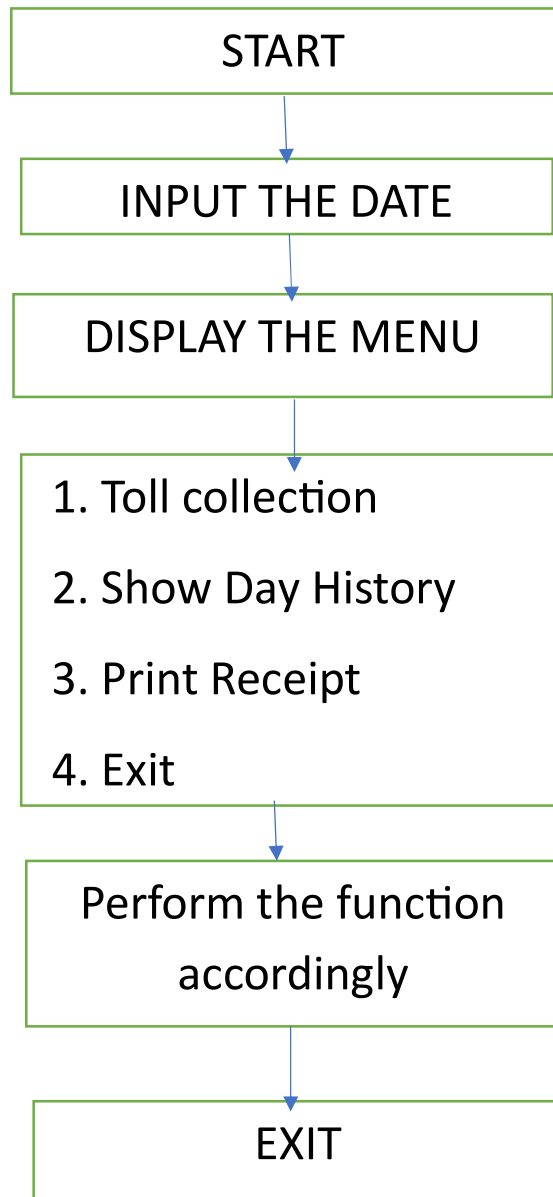 START
INPUT THE DATE
DISPLAY THE MENU
1. Toll collection
2. Show Day History
3. Print Receipt
4. Exit
Perform the function
accordingly
EXIT